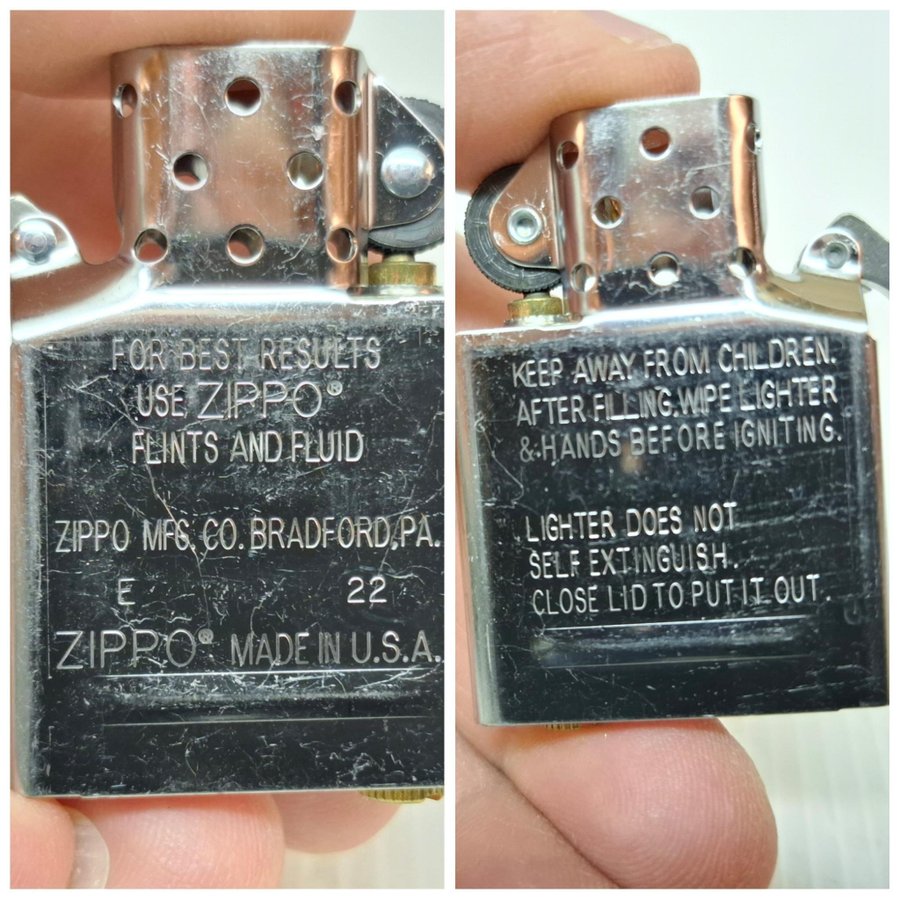 FOR BEST RESULTS
USE ZIPPO®
FLINTS AND FLUID
ZIPPO MFG. CO. BRADFORD, PA.
E 22
ZIPPO® MADE IN U.S.A.
KEEP AWAY FROM CHILDREN.
AFTER FILLING, WIPE LIGHTER
& HANDS BEFORE IGNITING.
LIGHTER DOES NOT
SELF EXTINGUISH.
CLOSE LID TO PUT IT OUT.